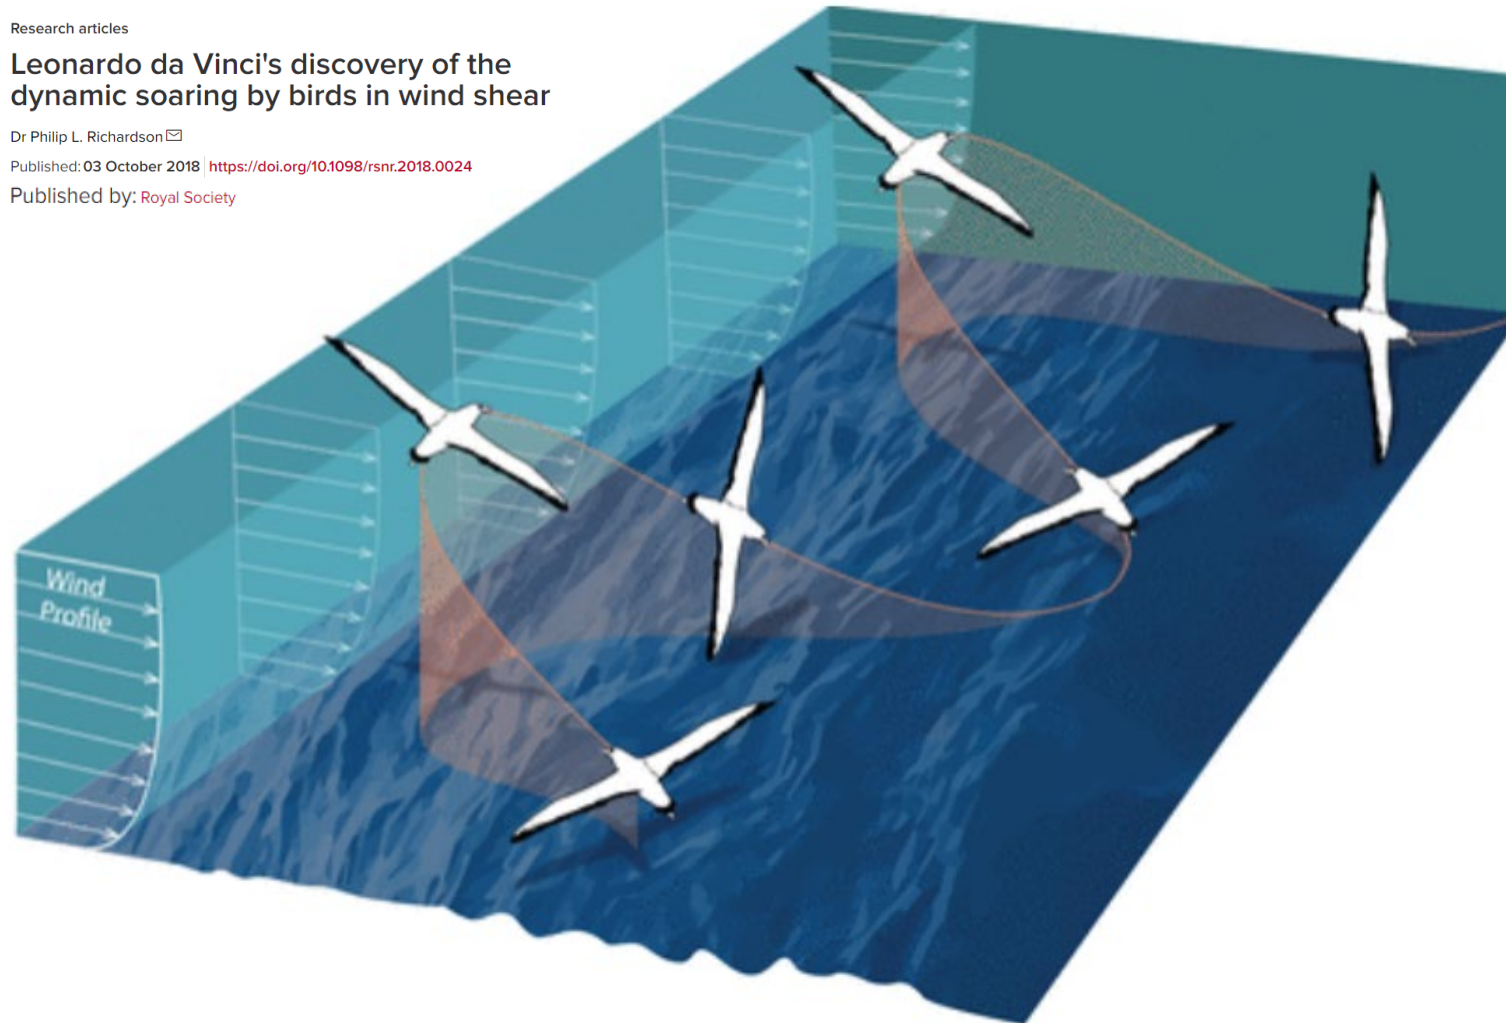 Research articles
Leonardo da Vinci's discovery of the
dynamic soaring by birds in wind shear
Dr Philip L. Richardson
Published: 03 October 2018 https://doi.org/10.1098/rsnr.2018.0024
Published by: Royal Society
Wind
Profile